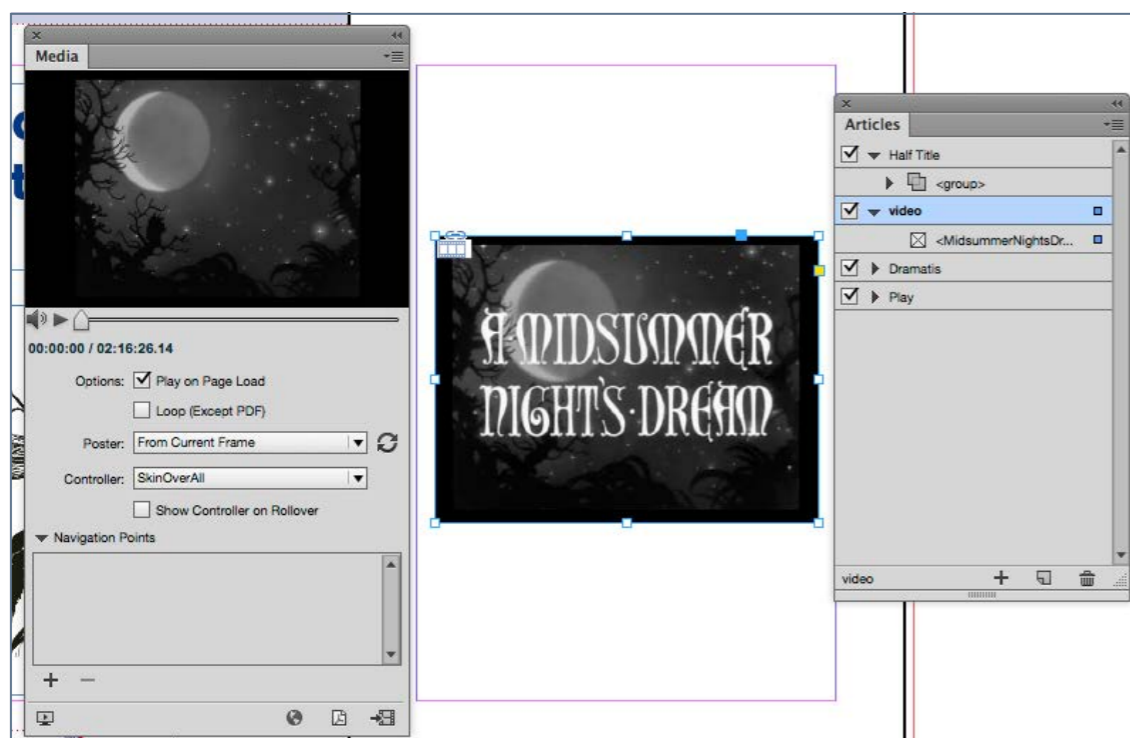 Media
00:00:00 / 02:16:26.14
Options: Play on Page Load
Loop (Except PDF)
Poster: From Current Frame
Controller: SkinOverAll
Show Controller on Rollover
Navigation Points
A·MIDSUMMER
NIGHT'S·DREAM
Articles
Half Title
<group>
video
<MidsummerNightsDr...
Dramatis
Play
video